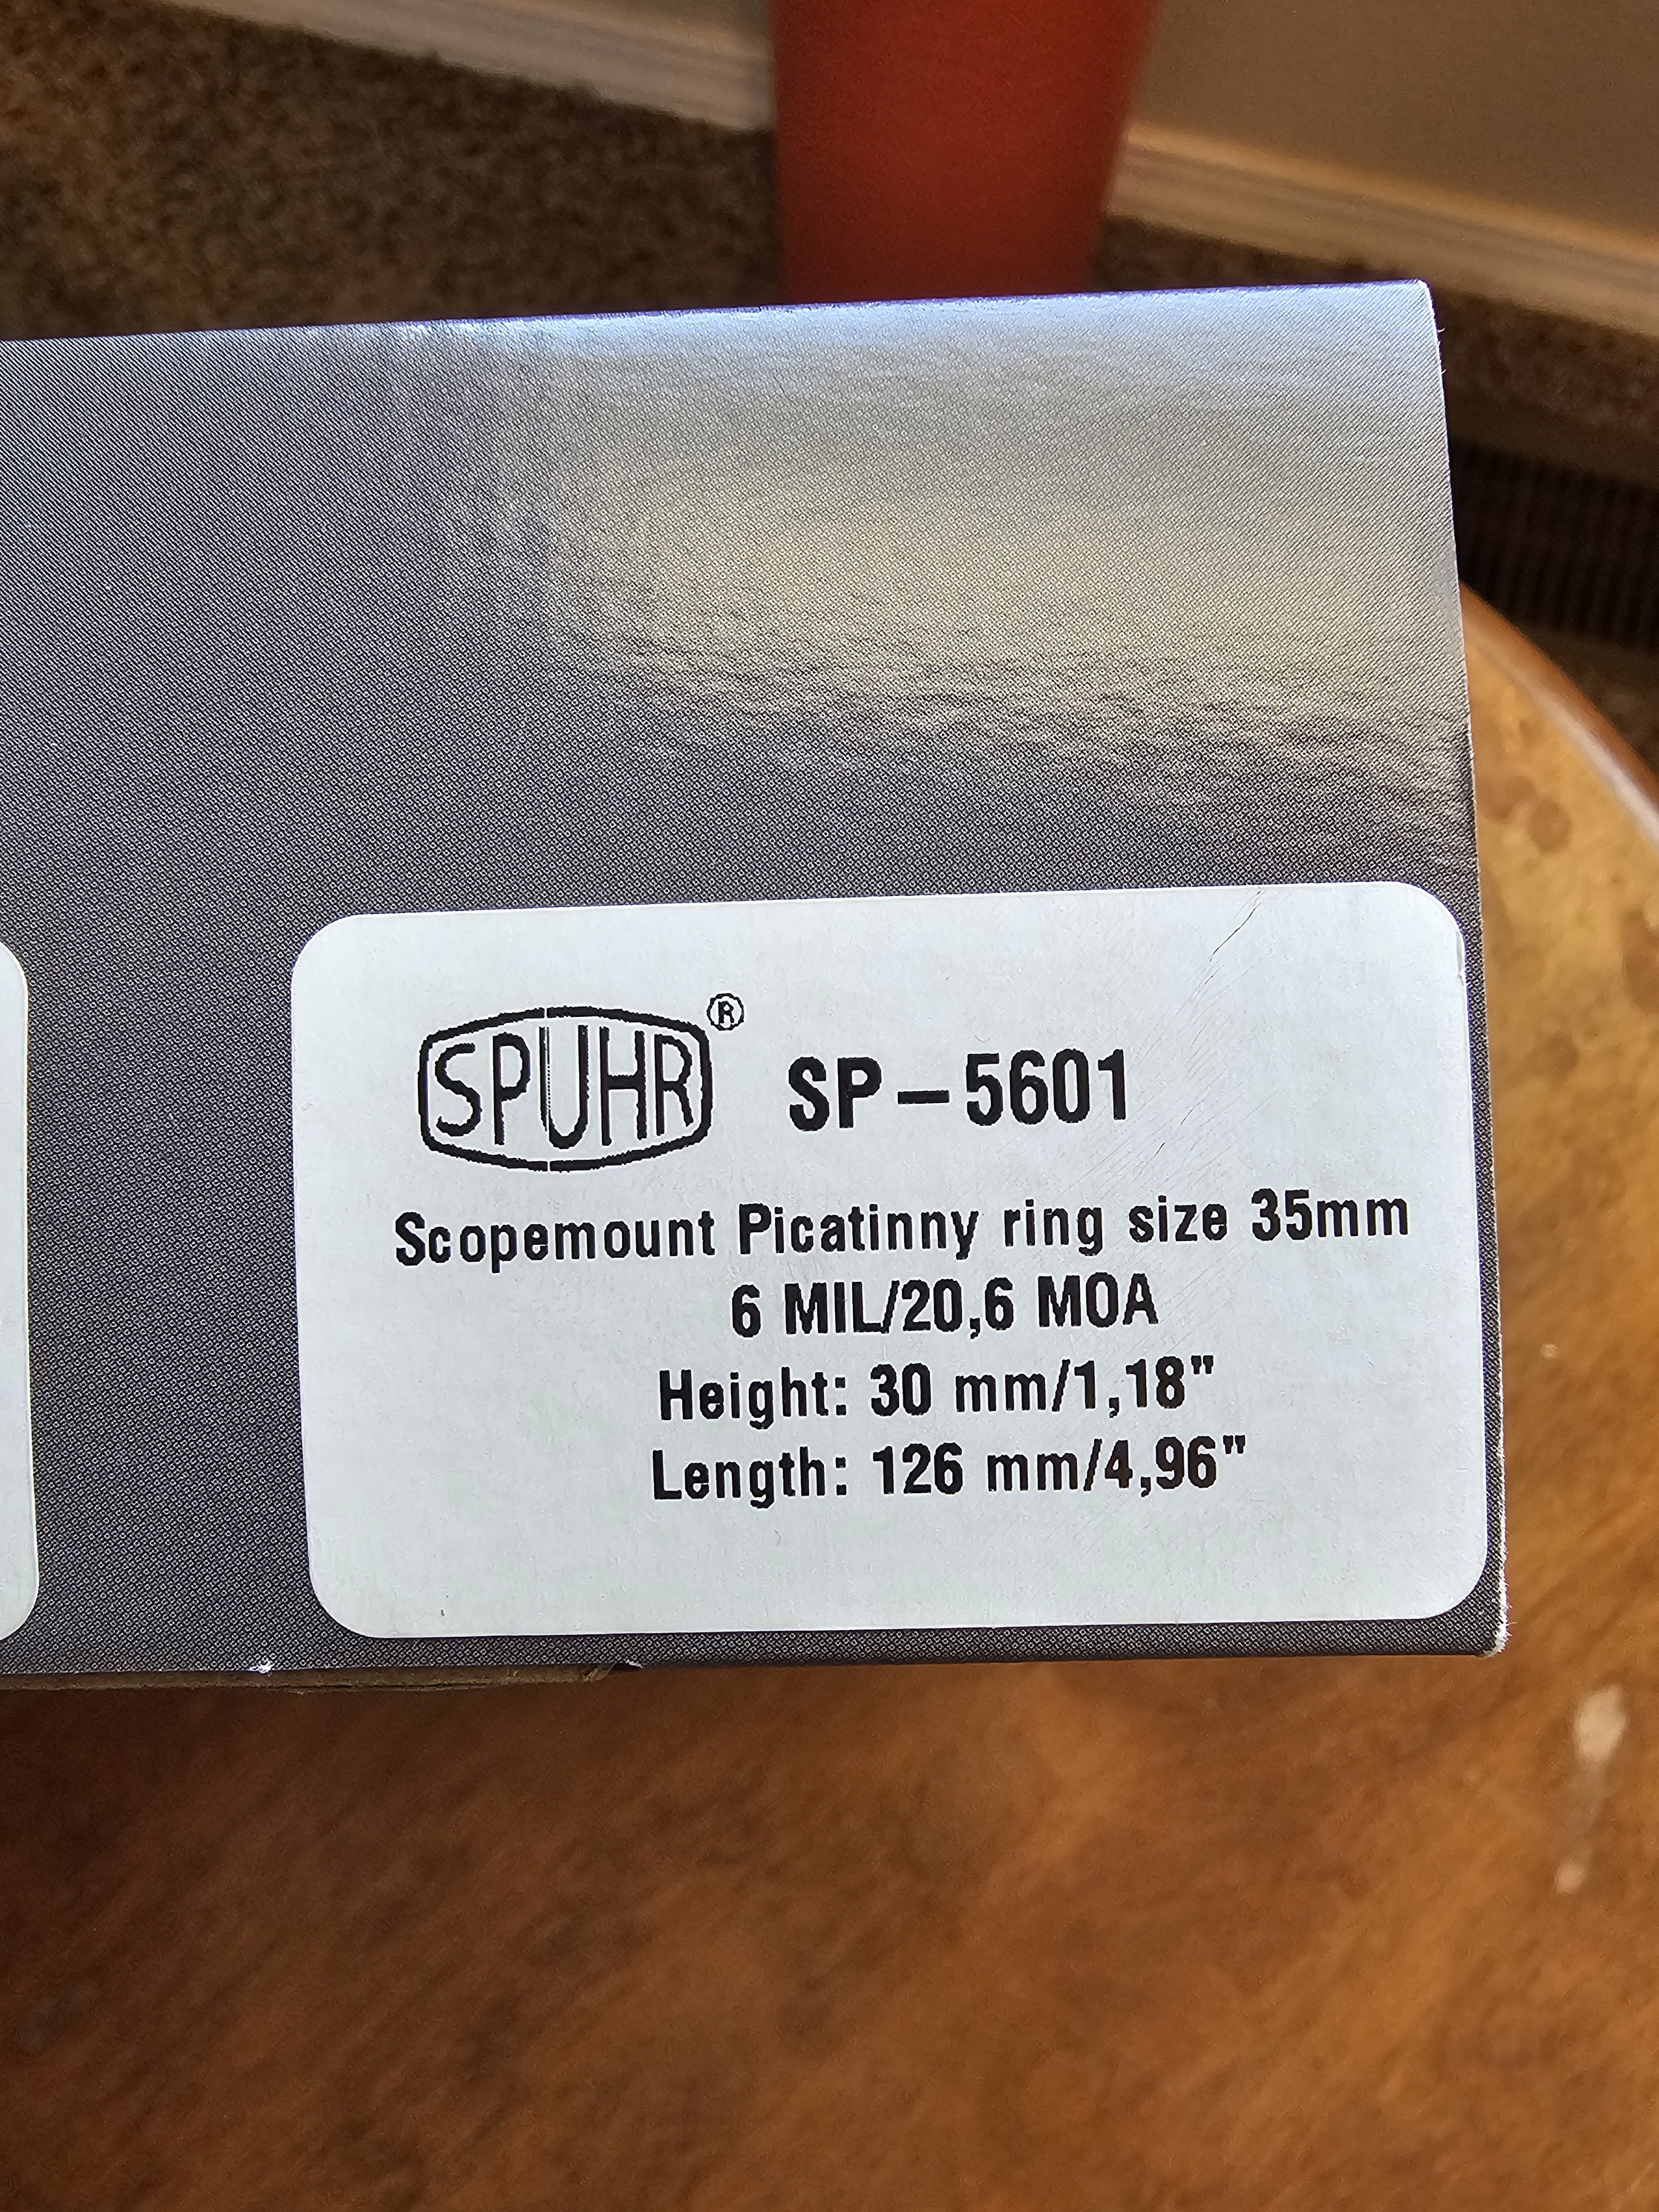 SPUHR® SP-5601
Scopemount Picatinny ring size 35mm
6 MIL/20,6 MOA
Height: 30 mm/1,18"
Length: 126 mm/4,96"